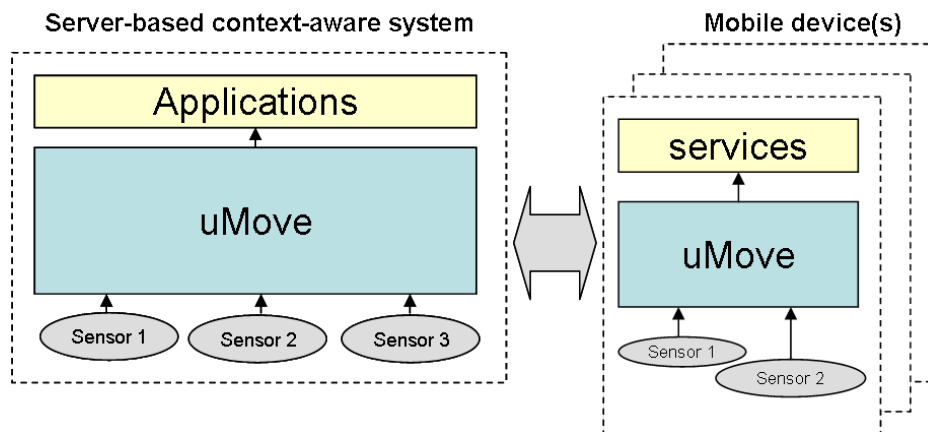 Server-based context-aware system
Applications
uMove
Sensor 1
Sensor 2
Sensor 3
Mobile device(s)
services
uMove
Sensor 1
Sensor 2